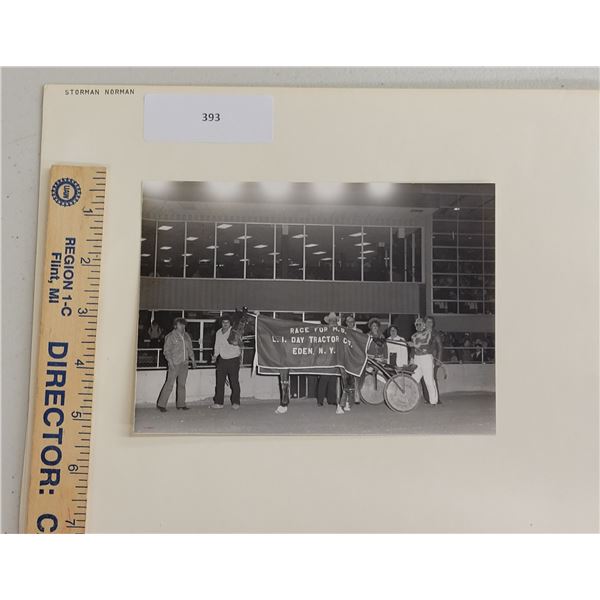 STORMAN NORMAN
393
UAW
REGION 1-C
Flint, MI
DIRECTOR: C
1
2
3
4
5
6
7
RACE FOR M.S.
L. I. DAY TRACTOR CO.
EDEN, N.Y.